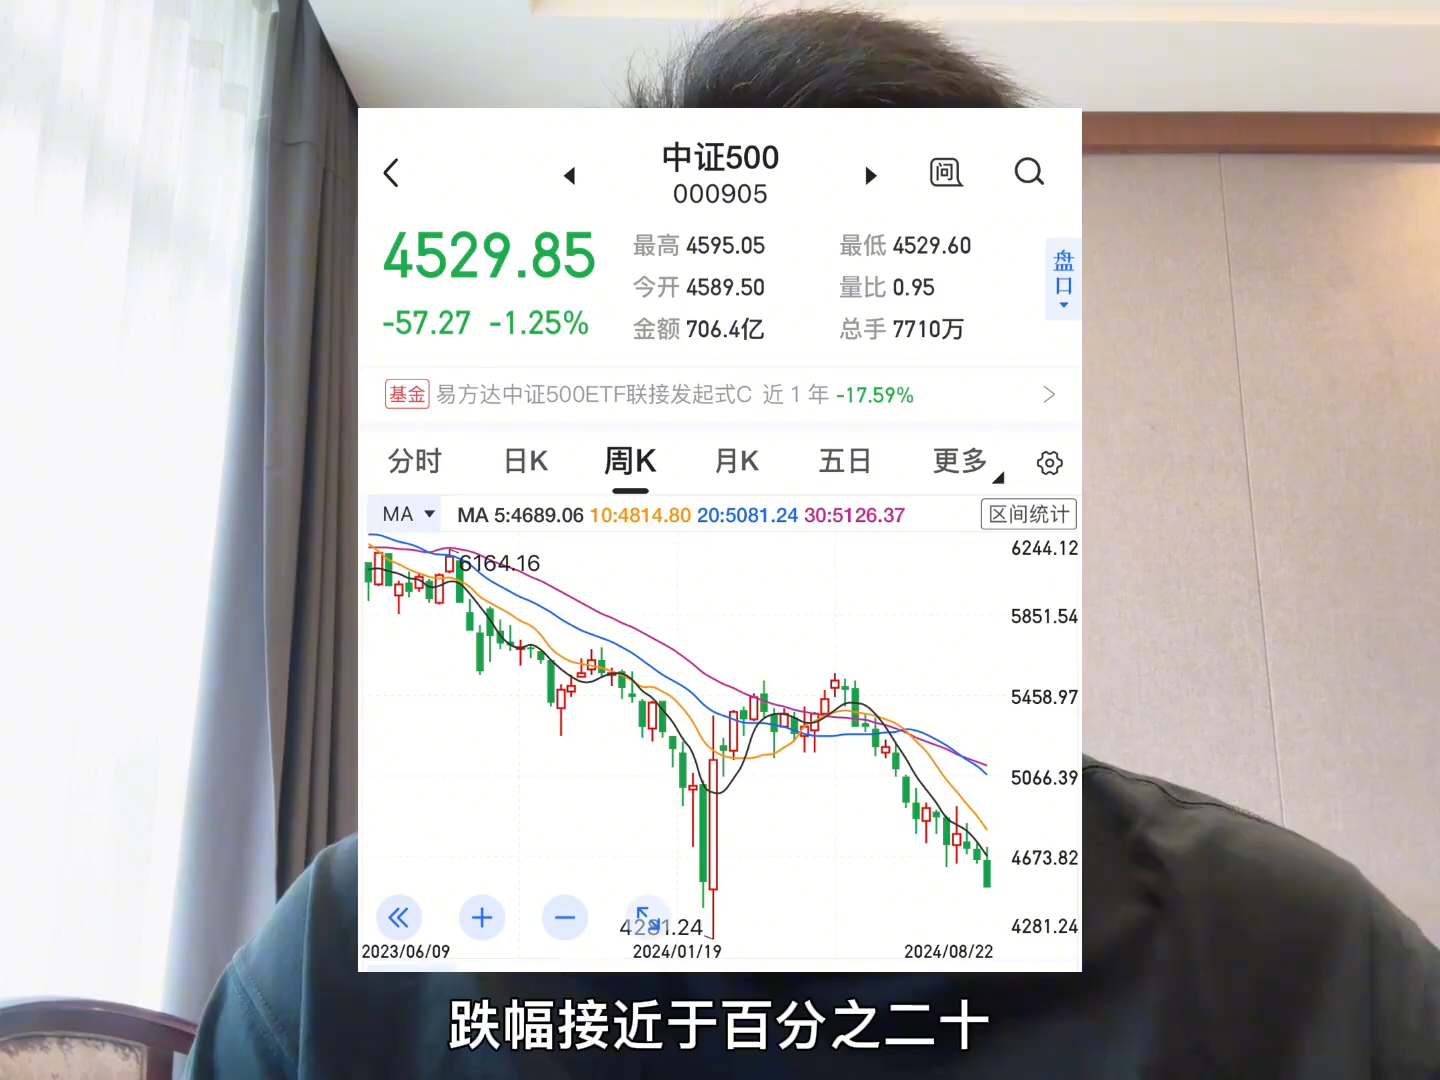 中证500
问
000905
4529.85
-57.27 -1.25%
最高 4595.05 最低 4529.60
今开 4589.50 量比 0.95
金额 706.4亿 总手 7710万
盘口
基金 易方达中证500ETF联接发起式C 近1年 -17.59%
分时 日K 周K 月K 五日 更多
MA MA 5:4689.06 10:4814.80 20:5081.24 30:5126.37 区间统计
6164.16
6244.12
5851.54
5458.97
5066.39
4673.82
4281.24
4281.24
2023/06/09 2024/01/19 2024/08/22
跌幅接近于百分之二十